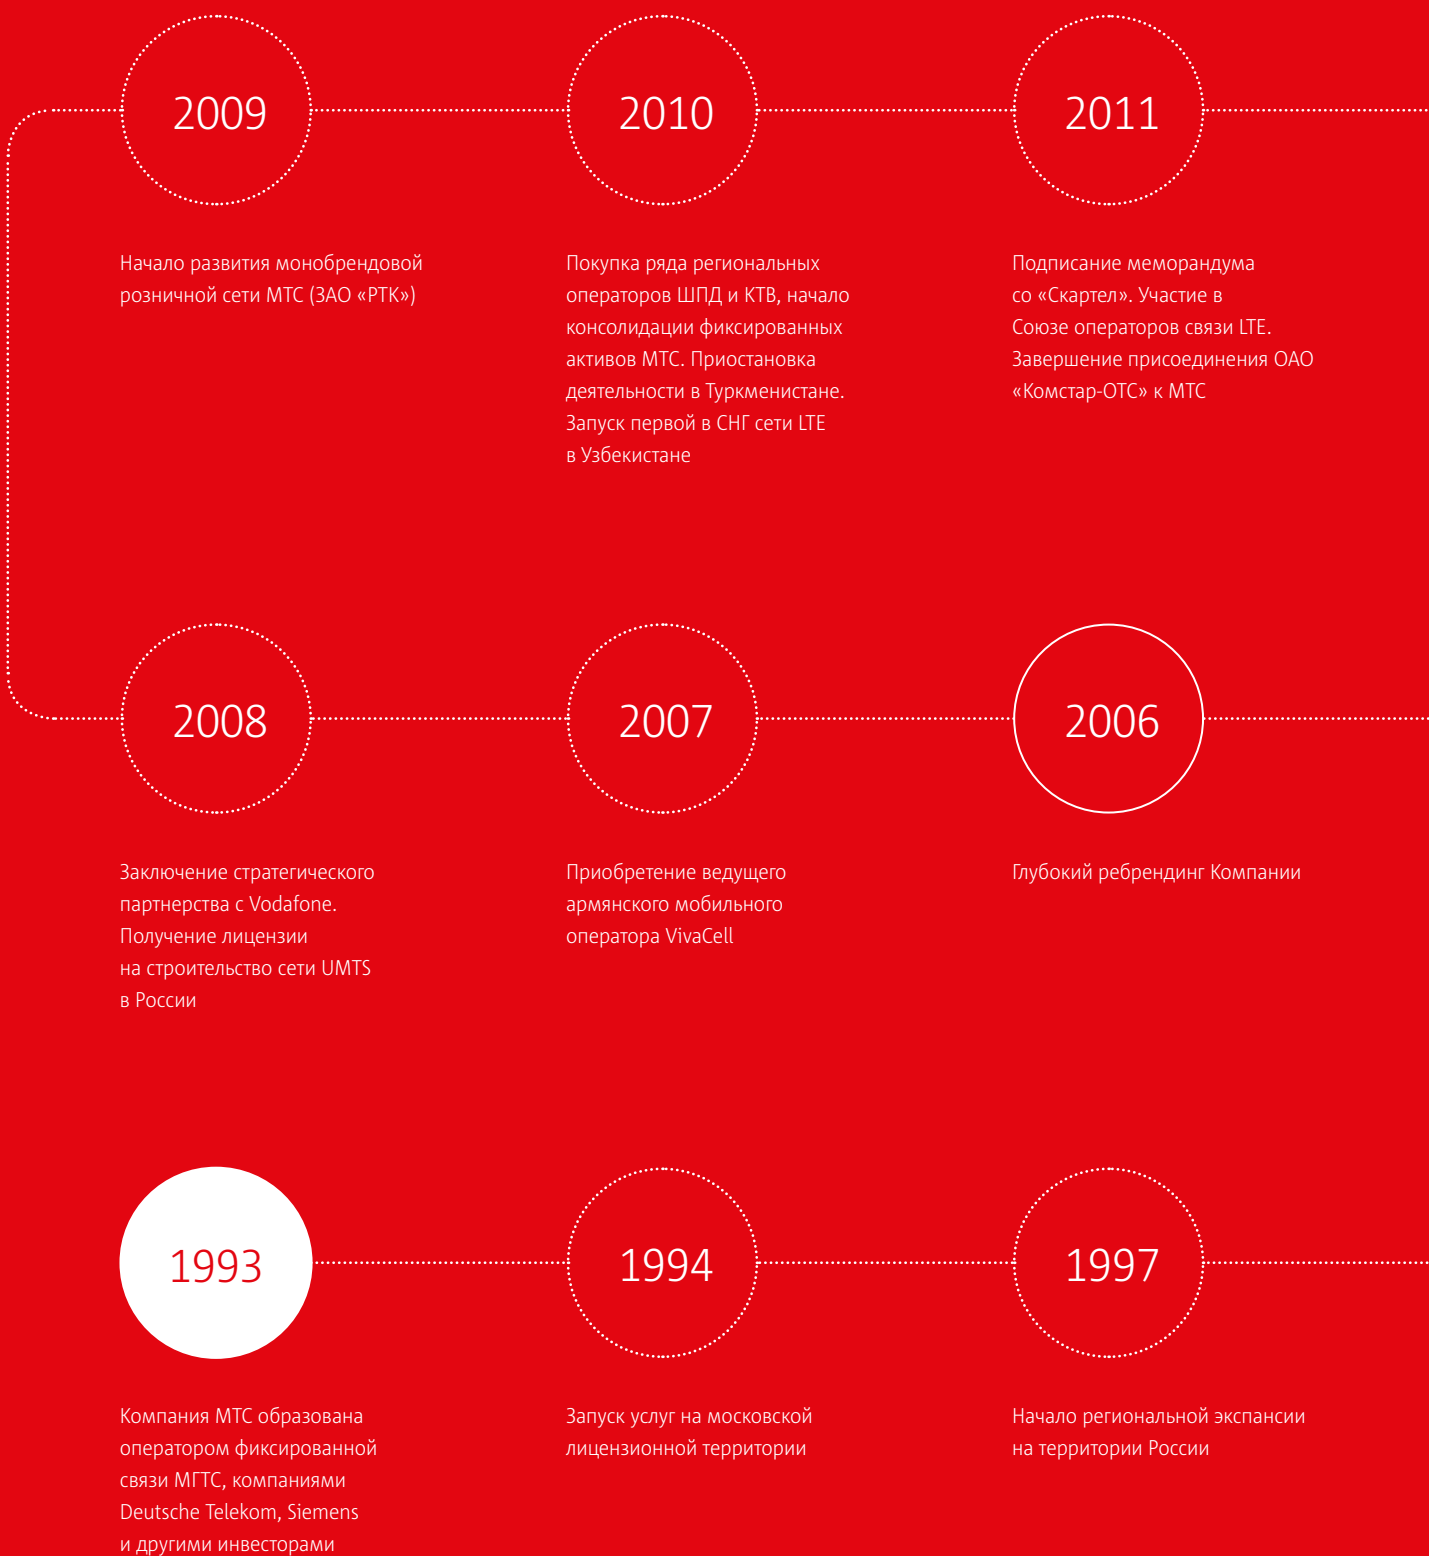 2009
Начало развития монобрендовой
розничной сети МТС (ЗАО «РТК»)
2010
Покупка ряда региональных
операторов ШПД и КТВ, начало
консолидации фиксированных
активов МТС. Приостановка
деятельности в Туркменистане.
Запуск первой в СНГ сети LTE
в Узбекистане
2011
Подписание меморандума
со «Скартел». Участие в
Союзе операторов связи LTE.
Завершение присоединения ОАО
«Комстар-ОТС» к МТС
2008
Заключение стратегического
партнерства с Vodafone.
Получение лицензии
на строительство сети UMTS
в России
2007
Приобретение ведущего
армянского мобильного
оператора VivaCell
2006
Глубокий ребрендинг Компании
1993
Компания МТС образована
оператором фиксированной
связи МГТС, компаниями
Deutsche Telekom, Siemens
и другими инвесторами
1994
Запуск услуг на московской
лицензионной территории
1997
Начало региональной экспансии
на территории России